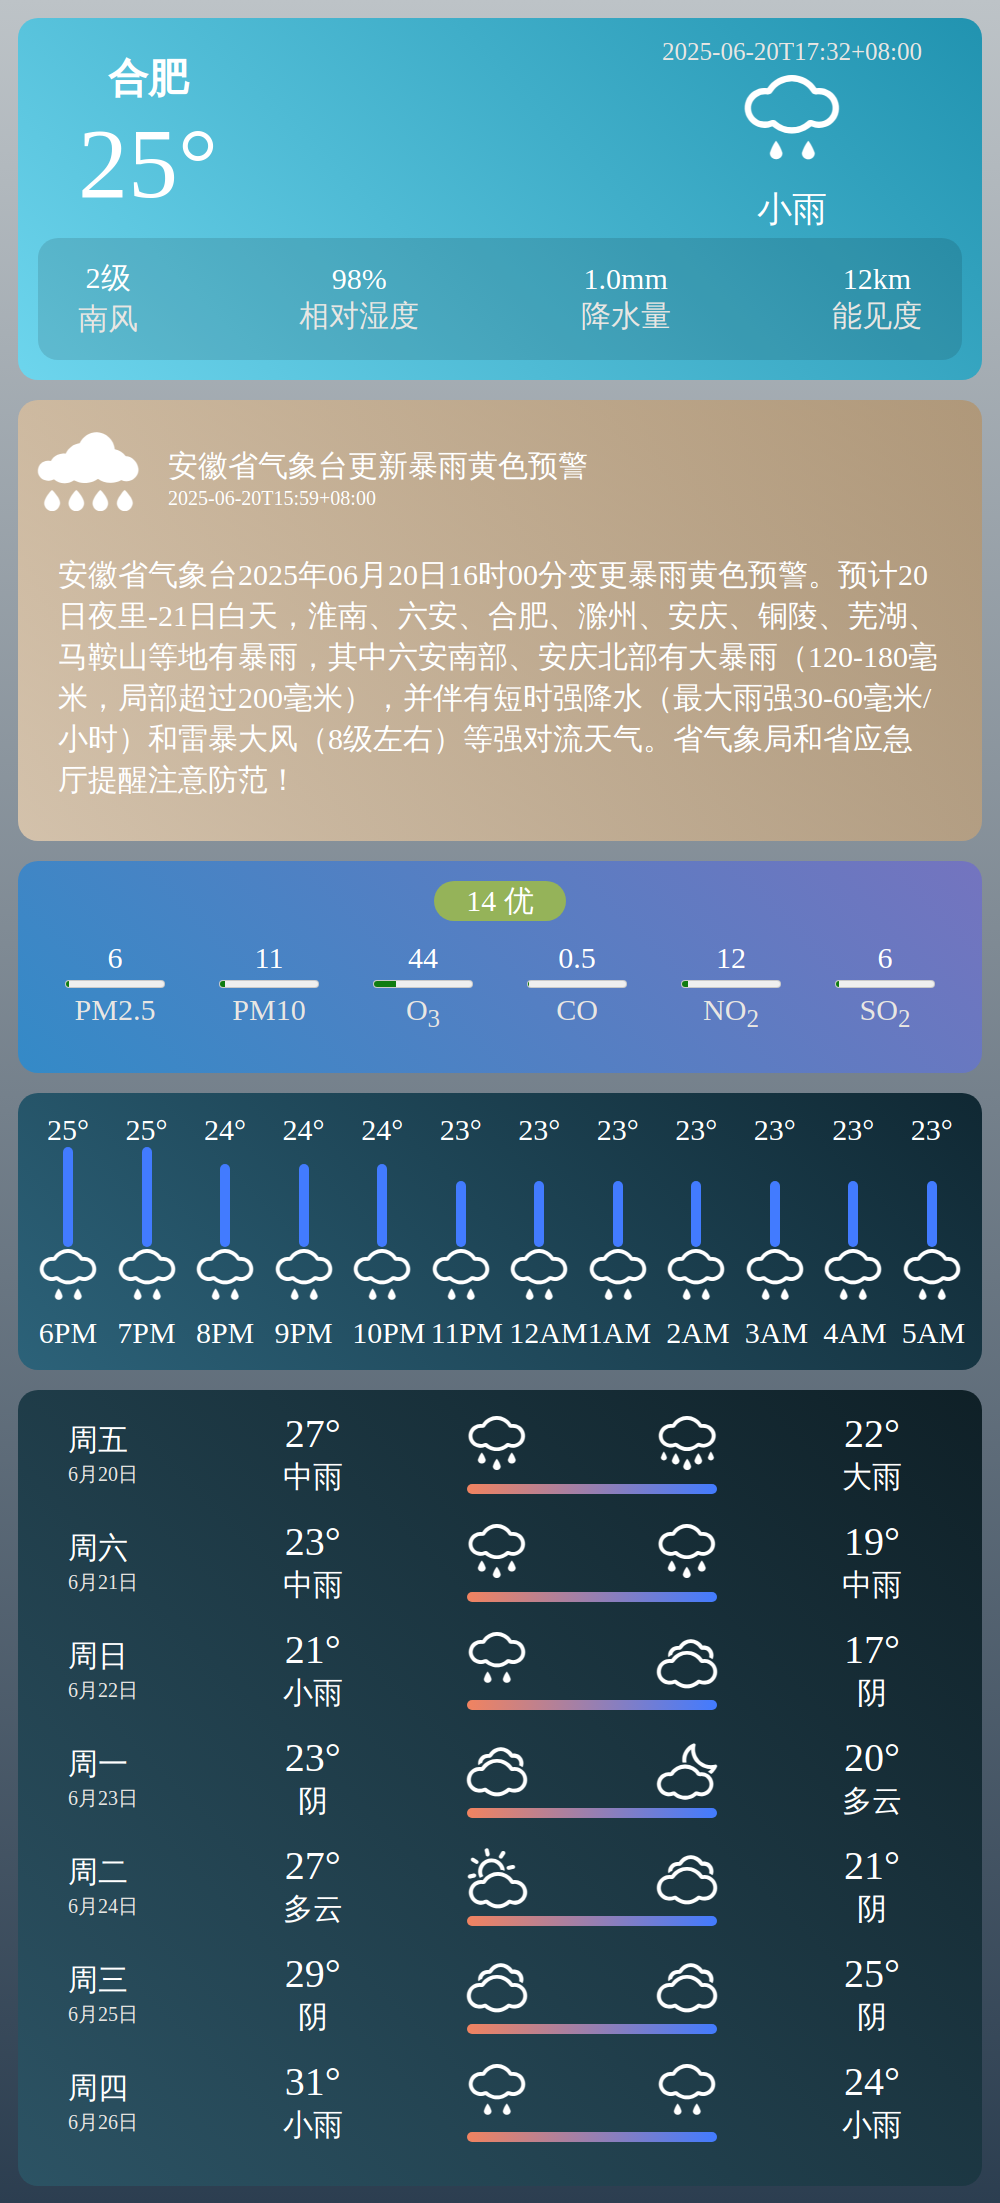 合肥
2025-06-20T17:32+08:00
25°
小雨
2级 98% 1.0mm 12km
南风 相对湿度 降水量 能见度
安徽省气象台更新暴雨黄色预警
2025-06-20T15:59+08:00
安徽省气象台2025年06月20日16时00分变更暴雨黄色预警。预计20
日夜里-21日白天，淮南、六安、合肥、滁州、安庆、铜陵、芜湖、
马鞍山等地有暴雨，其中六安南部、安庆北部有大暴雨（120-180毫
米，局部超过200毫米），并伴有短时强降水（最大雨强30-60毫米/
小时）和雷暴大风（8级左右）等强对流天气。省气象局和省应急
厅提醒注意防范！
14 优
6 11 44 0.5 12 6
PM2.5 PM10 O3 CO NO2 SO2
25° 25° 24° 24° 24° 23° 23° 23° 23° 23° 23° 23°
6PM 7PM 8PM 9PM 10PM 11PM 12AM 1AM 2AM 3AM 4AM 5AM
周五 27° 22°
6月20日 中雨 大雨
周六 23° 19°
6月21日 中雨 中雨
周日 21° 17°
6月22日 小雨 阴
周一 23° 20°
6月23日 阴 多云
周二 27° 21°
6月24日 多云 阴
周三 29° 25°
6月25日 阴 阴
周四 31° 24°
6月26日 小雨 小雨